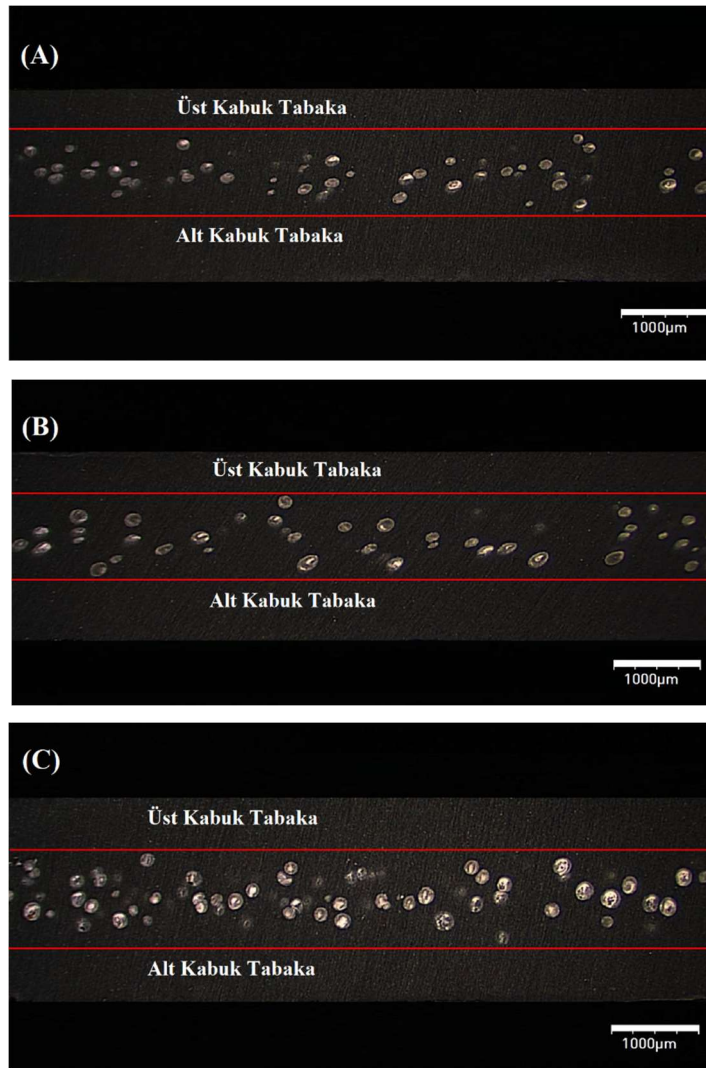 (A)
Üst Kabuk Tabaka
Alt Kabuk Tabaka
1000µm
(B)
Üst Kabuk Tabaka
Alt Kabuk Tabaka
1000µm
(C)
Üst Kabuk Tabaka
Alt Kabuk Tabaka
1000µm